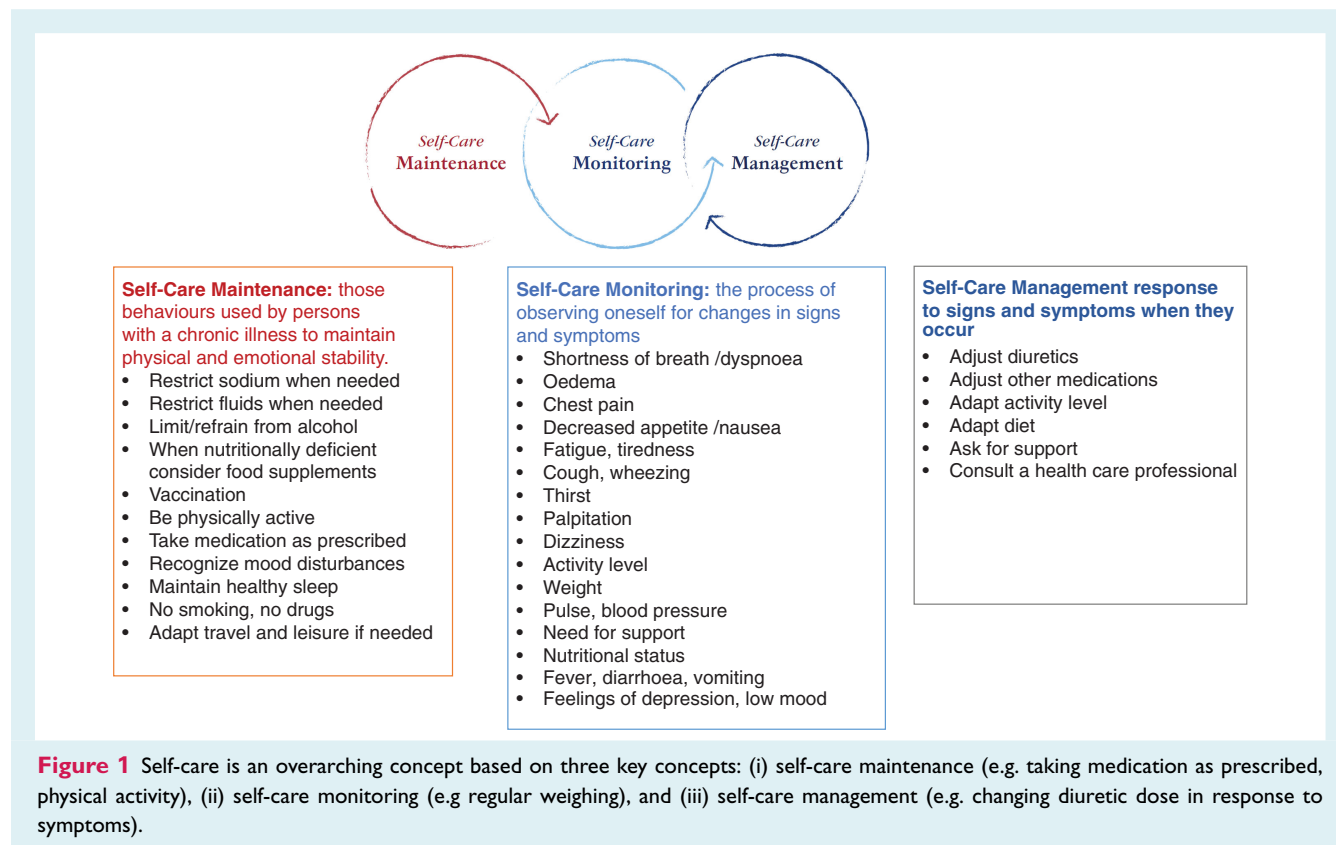 Self-Care
Maintenance
Self-Care
Monitoring
Self-Care
Management
Self-Care Maintenance: those
behaviours used by persons
with a chronic illness to maintain
physical and emotional stability.
• Restrict sodium when needed
• Restrict fluids when needed
• Limit/refrain from alcohol
• When nutritionally deficient
consider food supplements
• Vaccination
• Be physically active
• Take medication as prescribed
• Recognize mood disturbances
• Maintain healthy sleep
• No smoking, no drugs
• Adapt travel and leisure if needed
Self-Care Monitoring: the process of
observing oneself for changes in signs
and symptoms
• Shortness of breath /dyspnoea
• Oedema
• Chest pain
• Decreased appetite /nausea
• Fatigue, tiredness
• Cough, wheezing
• Thirst
• Palpitation
• Dizziness
• Activity level
• Weight
• Pulse, blood pressure
• Need for support
• Nutritional status
• Fever, diarrhoea, vomiting
• Feelings of depression, low mood
Self-Care Management response
to signs and symptoms when they
occur
• Adjust diuretics
• Adjust other medications
• Adapt activity level
• Adapt diet
• Ask for support
• Consult a health care professional
Figure 1 Self-care is an overarching concept based on three key concepts: (i) self-care maintenance (e.g. taking medication as prescribed,
physical activity), (ii) self-care monitoring (e.g regular weighing), and (iii) self-care management (e.g. changing diuretic dose in response to
symptoms).